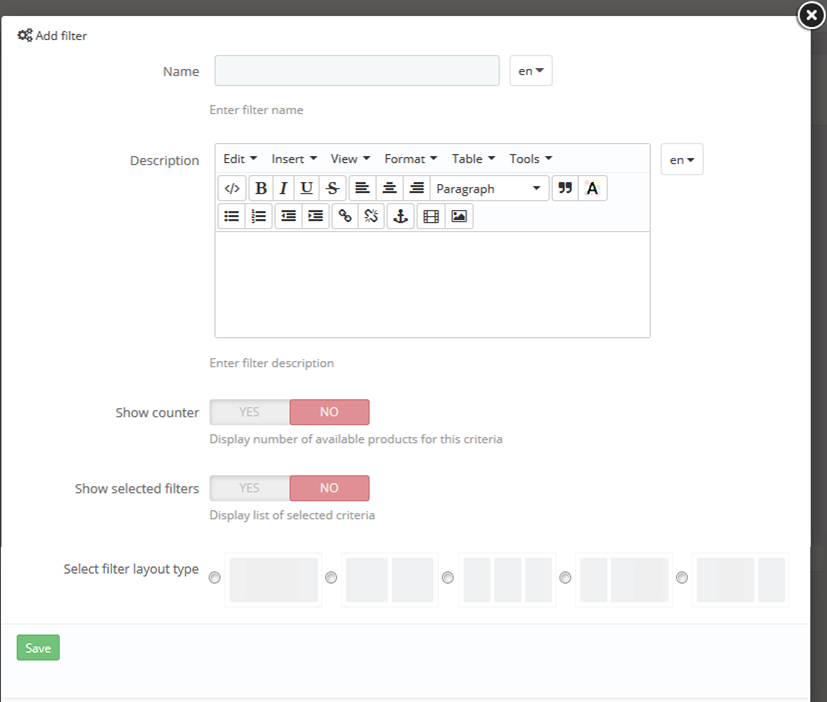 Add filter
Name
en
Enter filter name
Description
Edit Insert View Format Table Tools
en
</> B I U S Paragraph A
Enter filter description
Show counter
YES NO
Display number of available products for this criteria
Show selected filters
YES NO
Display list of selected criteria
Select filter layout type
Save